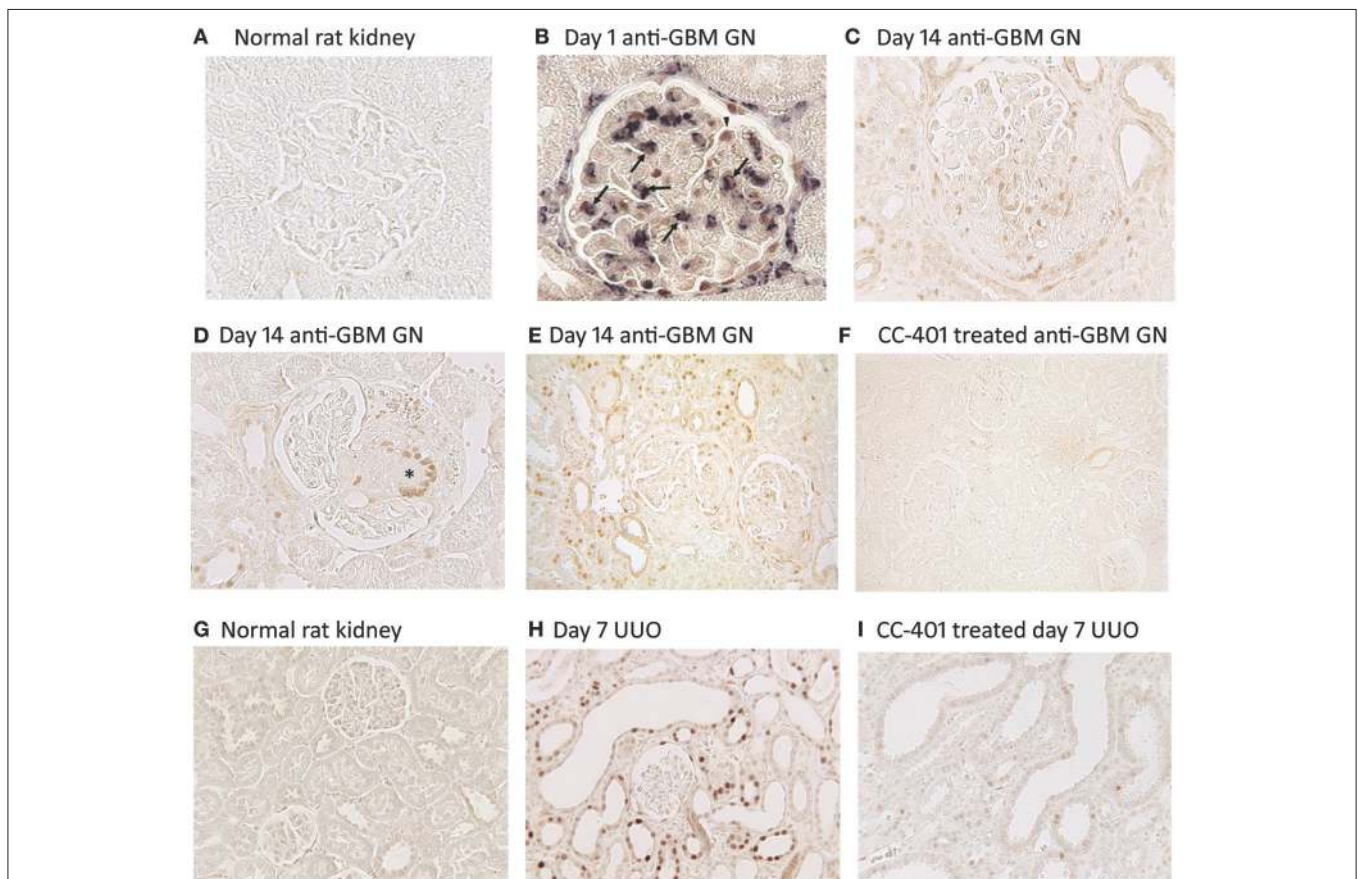 A Normal rat kidney
B Day 1 anti-GBM GN
C Day 14 anti-GBM GN
D Day 14 anti-GBM GN
E Day 14 anti-GBM GN
F CC-401 treated anti-GBM GN
*
G Normal rat kidney
H Day 7 UUO
I CC-401 treated day 7 UUO